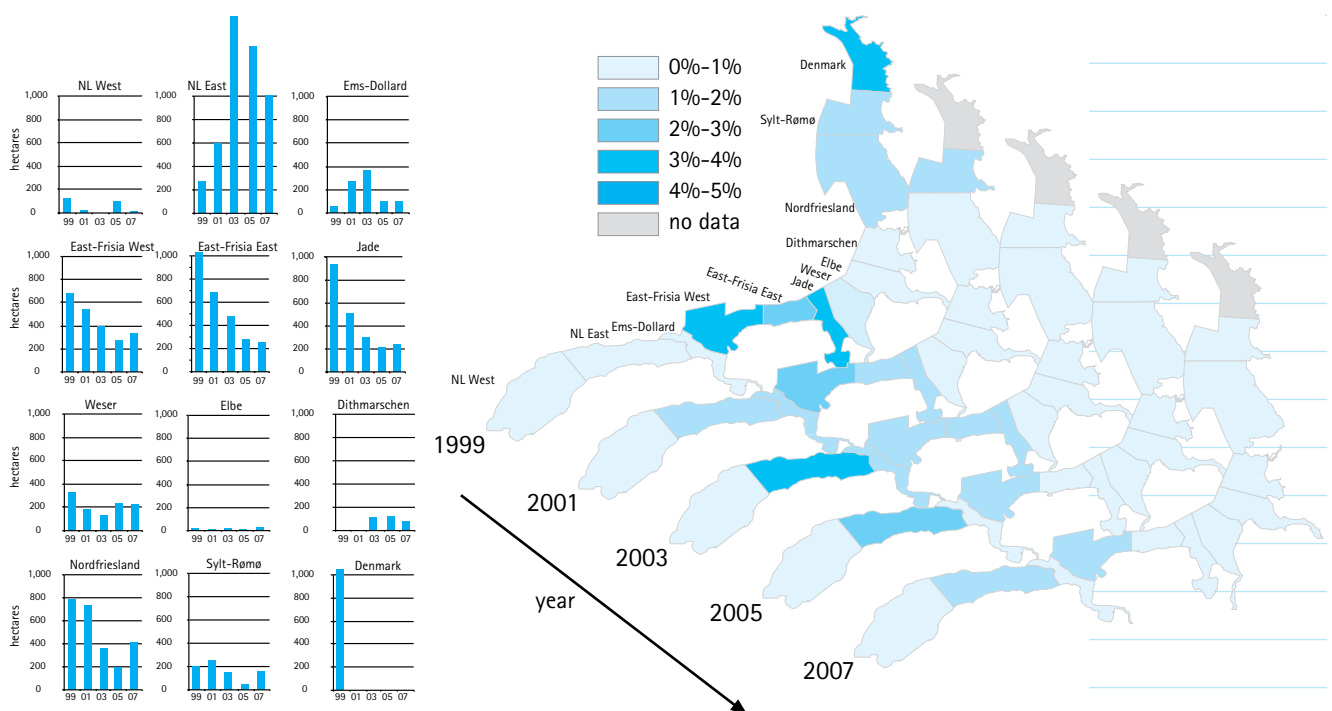 NL West
NL East
Ems-Dollard
hectares
1,000
800
600
400
200
0
99 01 03 05 07
1,000
800
600
400
200
0
99 01 03 05 07
1,000
800
600
400
200
0
99 01 03 05 07
East-Frisia West
East-Frisia East
Jade
hectares
1,000
800
600
400
200
0
99 01 03 05 07
1,000
800
600
400
200
0
99 01 03 05 07
1,000
800
600
400
200
0
99 01 03 05 07
Weser
Elbe
Dithmarschen
hectares
1,000
800
600
400
200
0
99 01 03 05 07
1,000
800
600
400
200
0
99 01 03 05 07
1,000
800
600
400
200
0
99 01 03 05 07
Nordfriesland
Sylt-Rømø
Denmark
hectares
1,000
800
600
400
200
0
99 01 03 05 07
1,000
800
600
400
200
0
99 01 03 05 07
1,000
800
600
400
200
0
99 01 03 05 07
0%-1%
1%-2%
2%-3%
3%-4%
4%-5%
no data
Denmark
Sylt-Rømø
Nordfriesland
Dithmarschen
Elbe
Weser
Jade
East-Frisia East
East-Frisia West
Ems-Dollard
NL East
NL West
1999
2001
2003
2005
2007
year